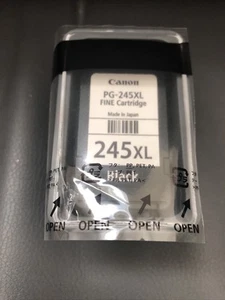 Canon
PG-245XL
FINE Cartridge
Made in Japan
245XL
Black
OPEN OPEN OPEN OPEN